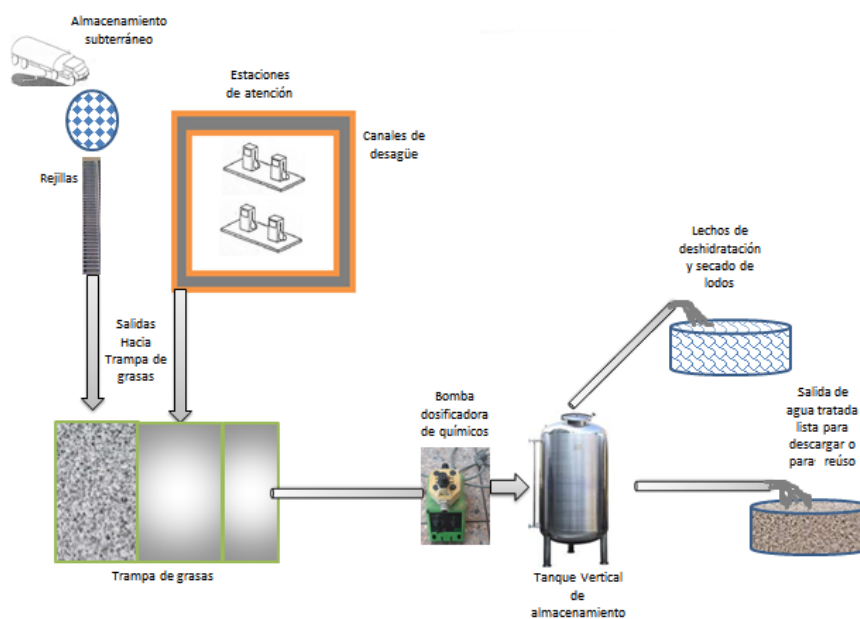 Almacenamiento
subterráneo
Estaciones
de atención
Canales de
desagüe
Rejillas
Salidas
Hacia
Trampa de
grasas
Lechos de
deshidratación
y secado de
lodos
Bomba
dosificadora
de químicos
Salida de
agua tratada
lista para
descargar o
para reúso
Trampa de grasas
Tanque Vertical
de
almacenamiento